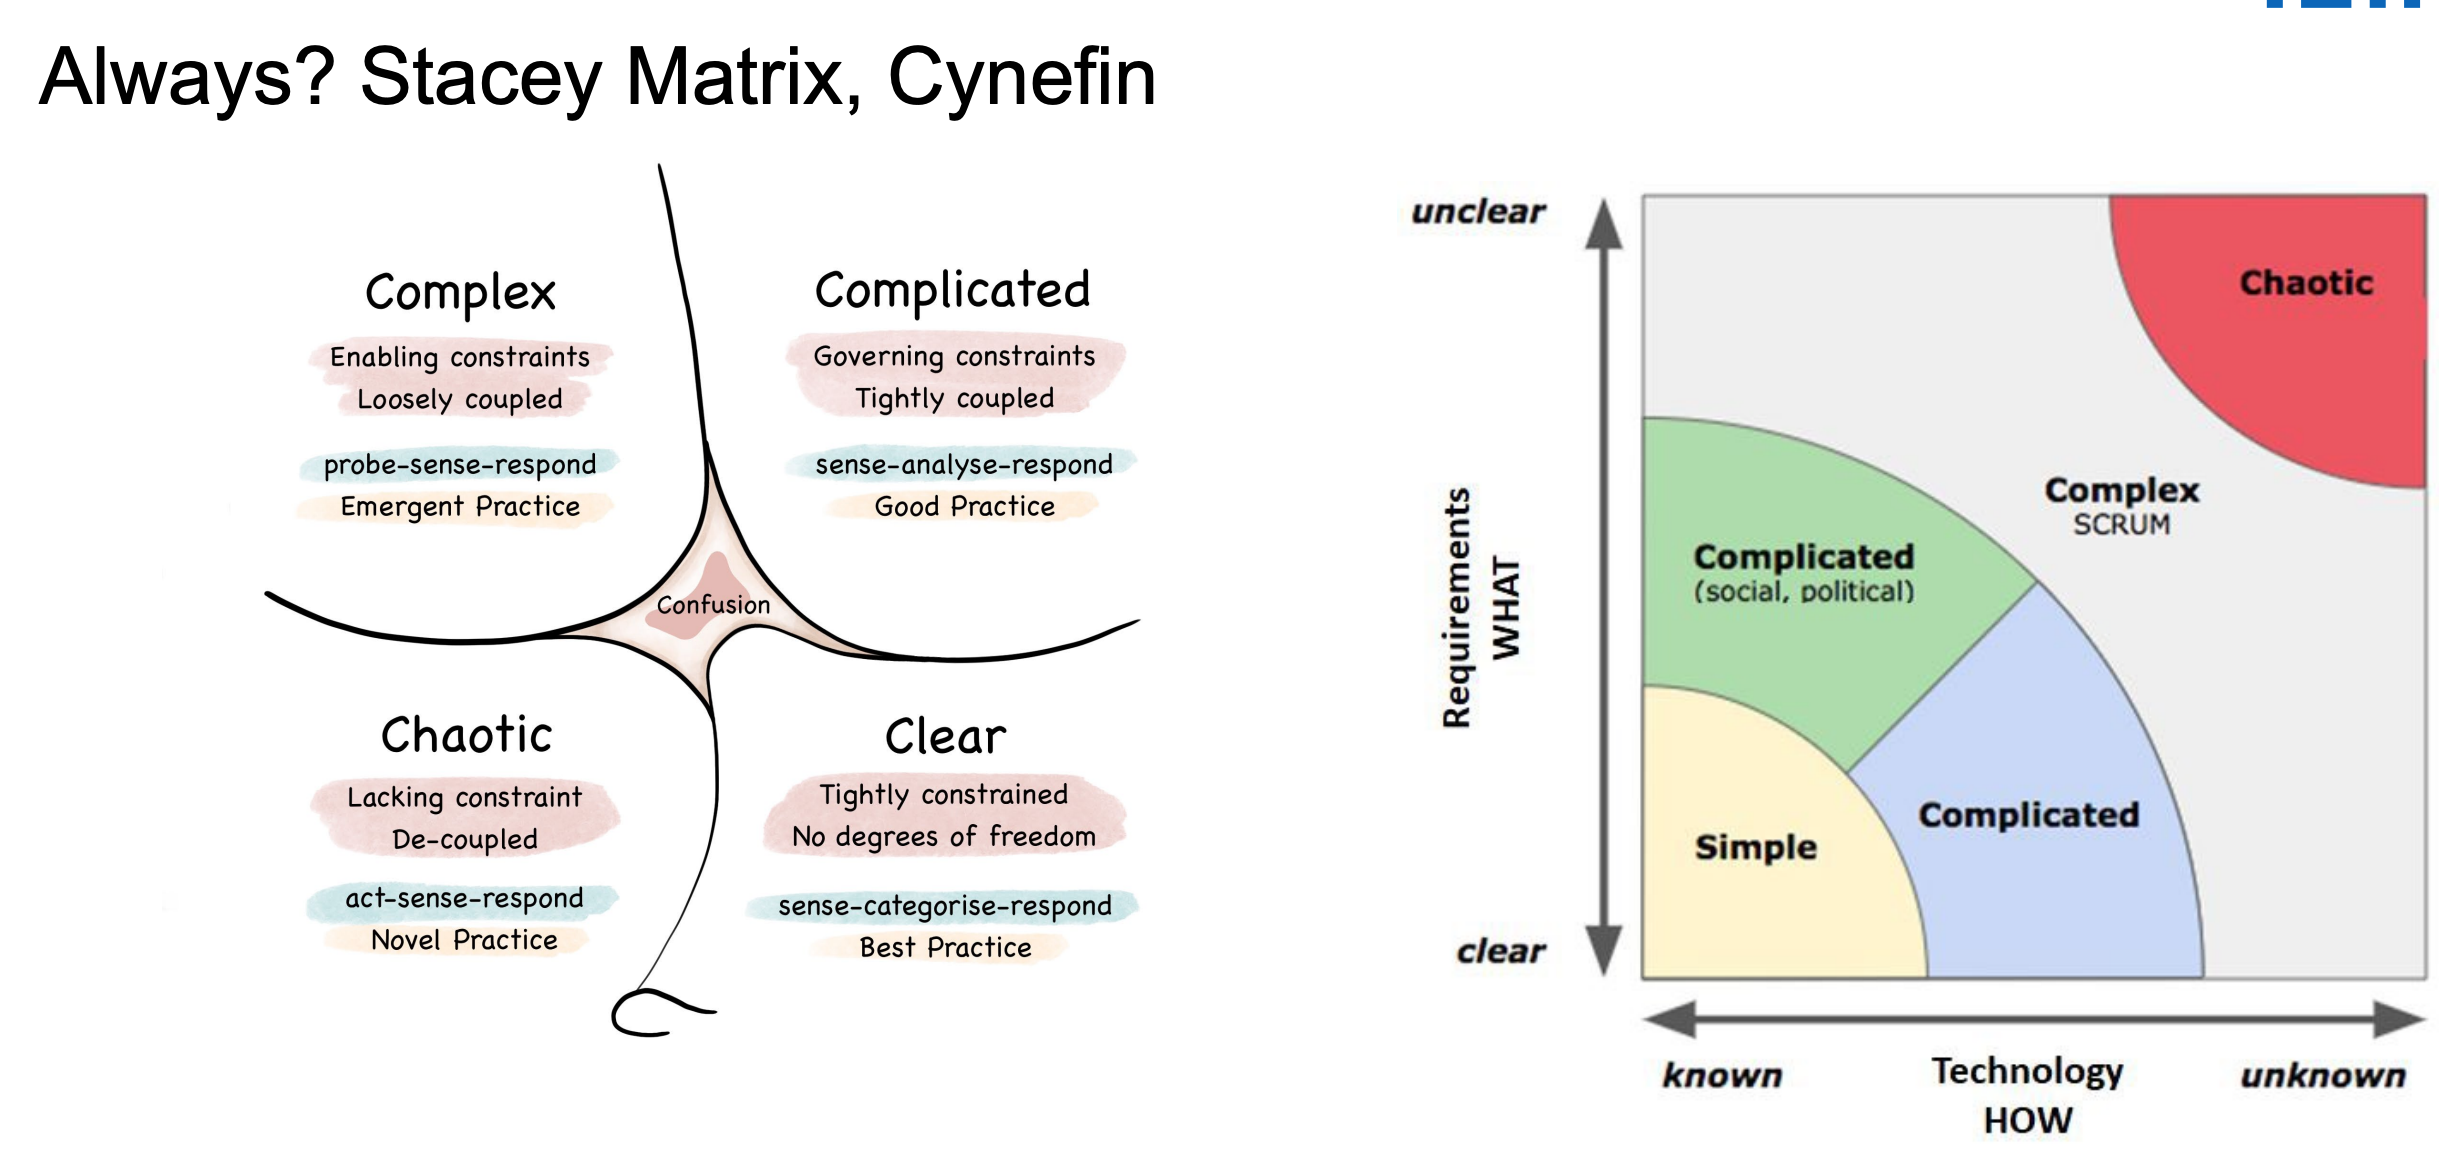 Always? Stacey Matrix, Cynefin
Complex
Enabling constraints
Loosely coupled
probe-sense-respond
Emergent Practice
Complicated
Governing constraints
Tightly coupled
sense-analyse-respond
Good Practice
Confusion
Chaotic
Lacking constraint
De-coupled
act-sense-respond
Novel Practice
Clear
Tightly constrained
No degrees of freedom
sense-categorise-respond
Best Practice
unclear
Requirements
WHAT
clear
Chaotic
Complex
SCRUM
Complicated
(social, political)
Complicated
Simple
known
Technology
HOW
unknown